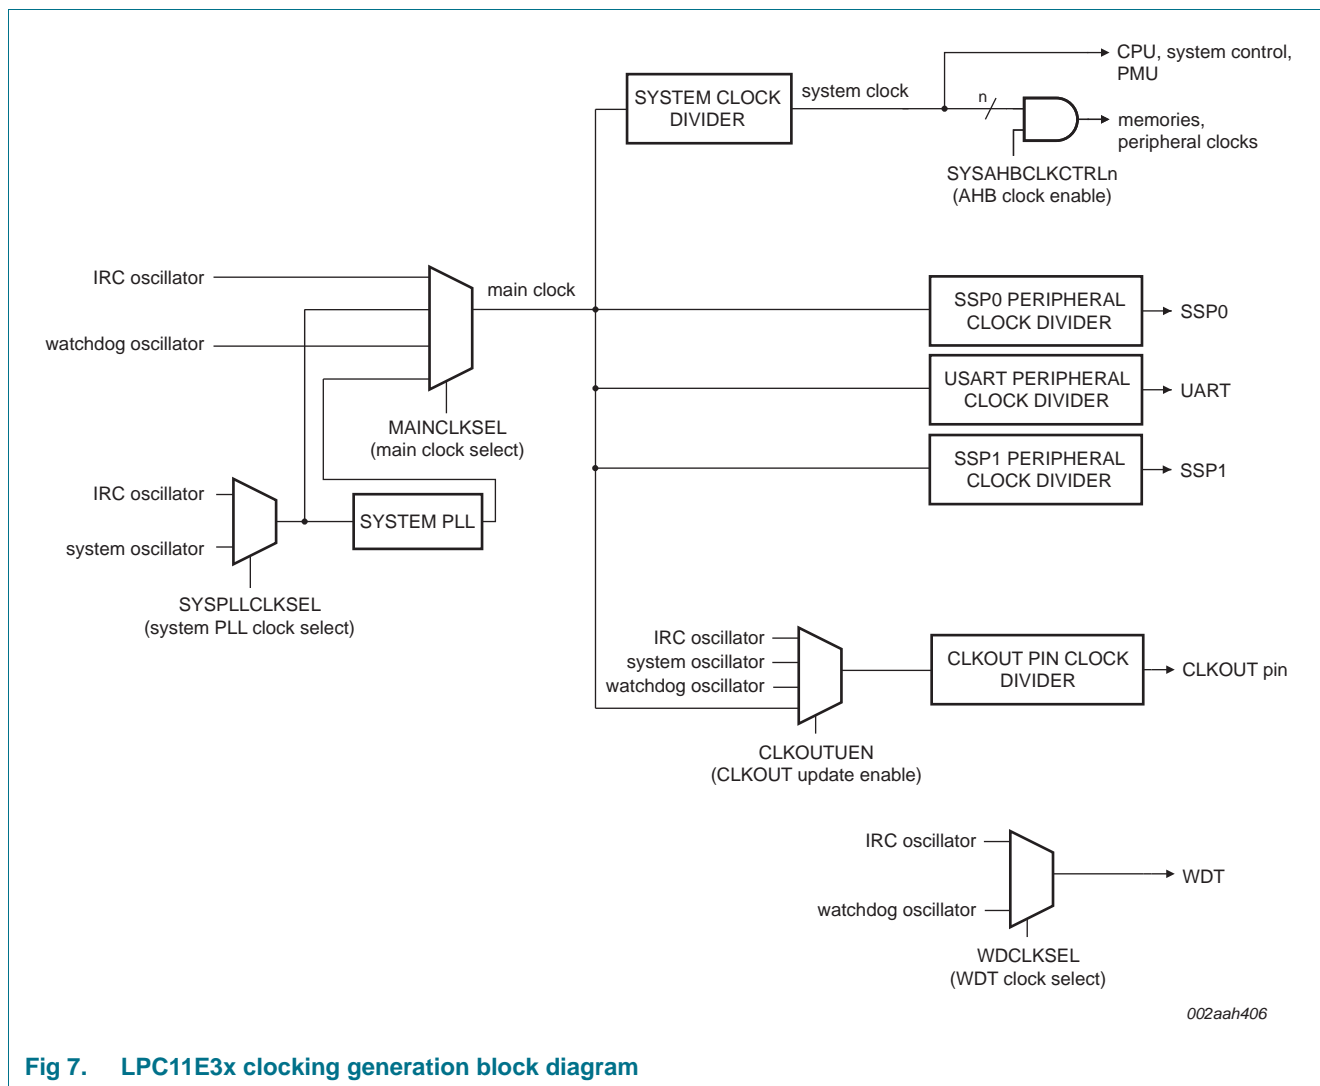 CPU, system control,
PMU
SYSTEM CLOCK
DIVIDER
system clock
n
memories,
peripheral clocks
SYSAHBCLKCTRLn
(AHB clock enable)
IRC oscillator
watchdog oscillator
main clock
MAINCLKSEL
(main clock select)
SSP0 PERIPHERAL
CLOCK DIVIDER
SSP0
USART PERIPHERAL
CLOCK DIVIDER
UART
SSP1 PERIPHERAL
CLOCK DIVIDER
SSP1
IRC oscillator
system oscillator
SYSTEM PLL
SYSPLLCLKSEL
(system PLL clock select)
IRC oscillator
system oscillator
watchdog oscillator
CLKOUT PIN CLOCK
DIVIDER
CLKOUT pin
CLKOUTUEN
(CLKOUT update enable)
IRC oscillator
watchdog oscillator
WDT
WDCLKSEL
(WDT clock select)
002aah406
Fig 7. LPC11E3x clocking generation block diagram